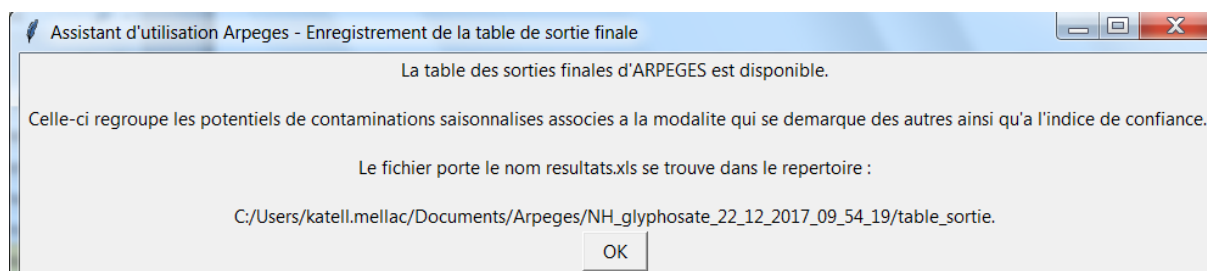 Assistant d'utilisation Arpeges - Enregistrement de la table de sortie finale
La table des sorties finales d'ARPEGES est disponible.
Celle-ci regroupe les potentiels de contaminations saisonnalises associes a la modalite qui se demarque des autres ainsi qu'a l'indice de confiance.
Le fichier porte le nom resultats.xls se trouve dans le repertoire :
C:/Users/katell.mellac/Documents/Arpeges/NH_glyphosate_22_12_2017_09_54_19/table_sortie.
OK